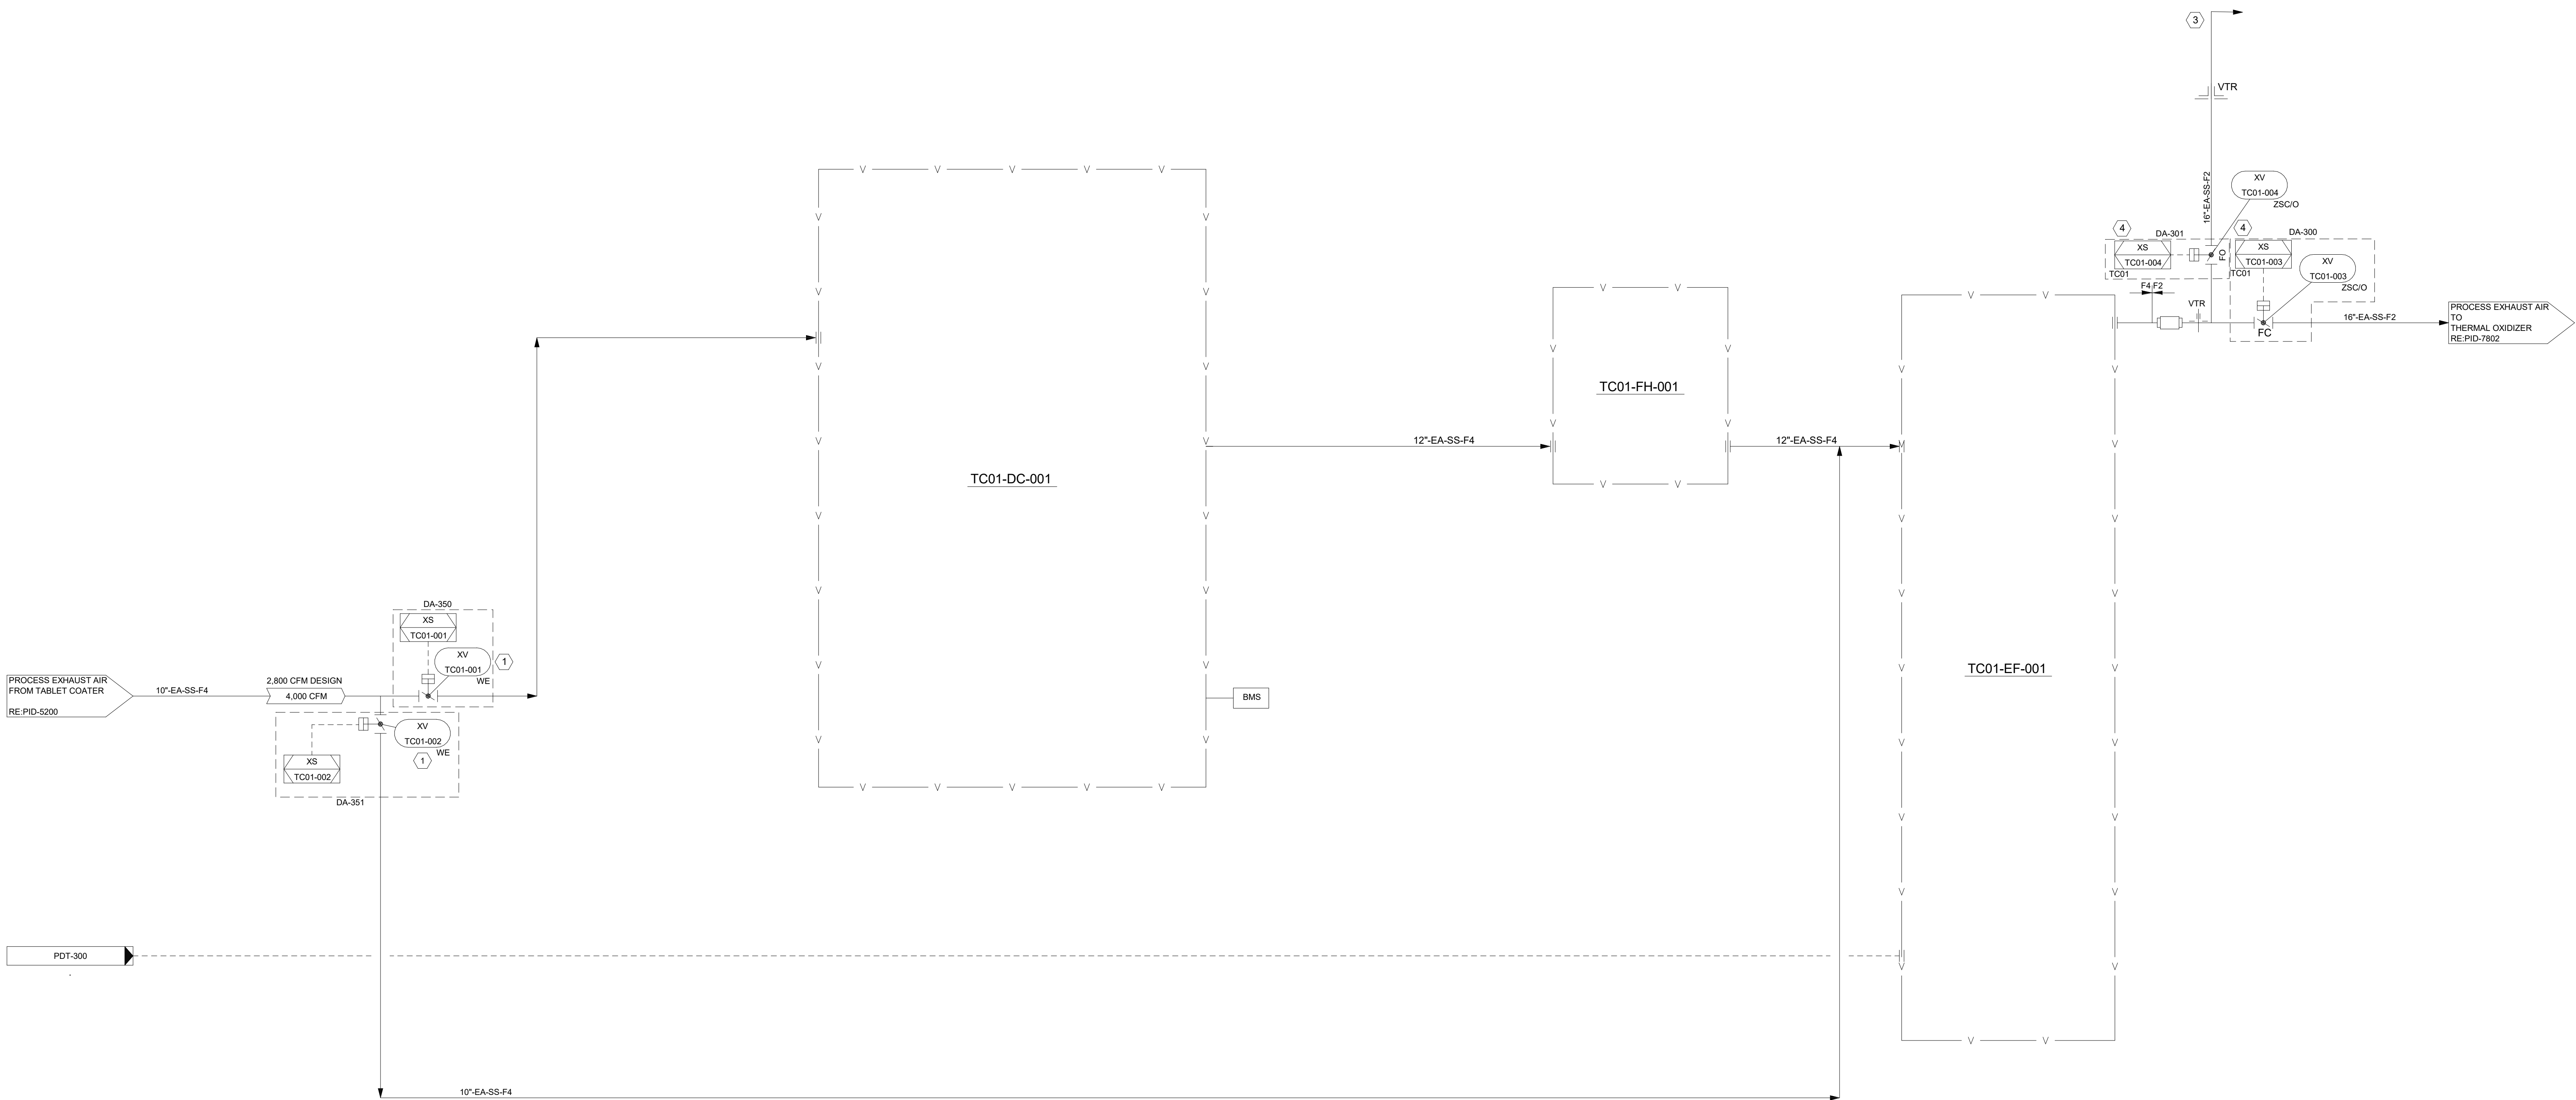 3
VTR
16"-EA-SS-F2
XV
TC01-004
ZSC/O
4
DA-301
XS
TC01-004
TC01
FO
4
DA-300
XS
TC01-003
TC01
XV
TC01-003
ZSC/O
F4 F2
VTR
FC
16"-EA-SS-F2
PROCESS EXHAUST AIR
TO
THERMAL OXIDIZER
RE:PID-7802
TC01-FH-001
12"-EA-SS-F4
12"-EA-SS-F4
TC01-DC-001
TC01-EF-001
DA-350
XS
TC01-001
XV
TC01-001
WE
1
PROCESS EXHAUST AIR
FROM TABLET COATER
RE:PID-5200
10"-EA-SS-F4
2,800 CFM DESIGN
4,000 CFM
BMS
XV
TC01-002
WE
1
XS
TC01-002
DA-351
PDT-300
10"-EA-SS-F4